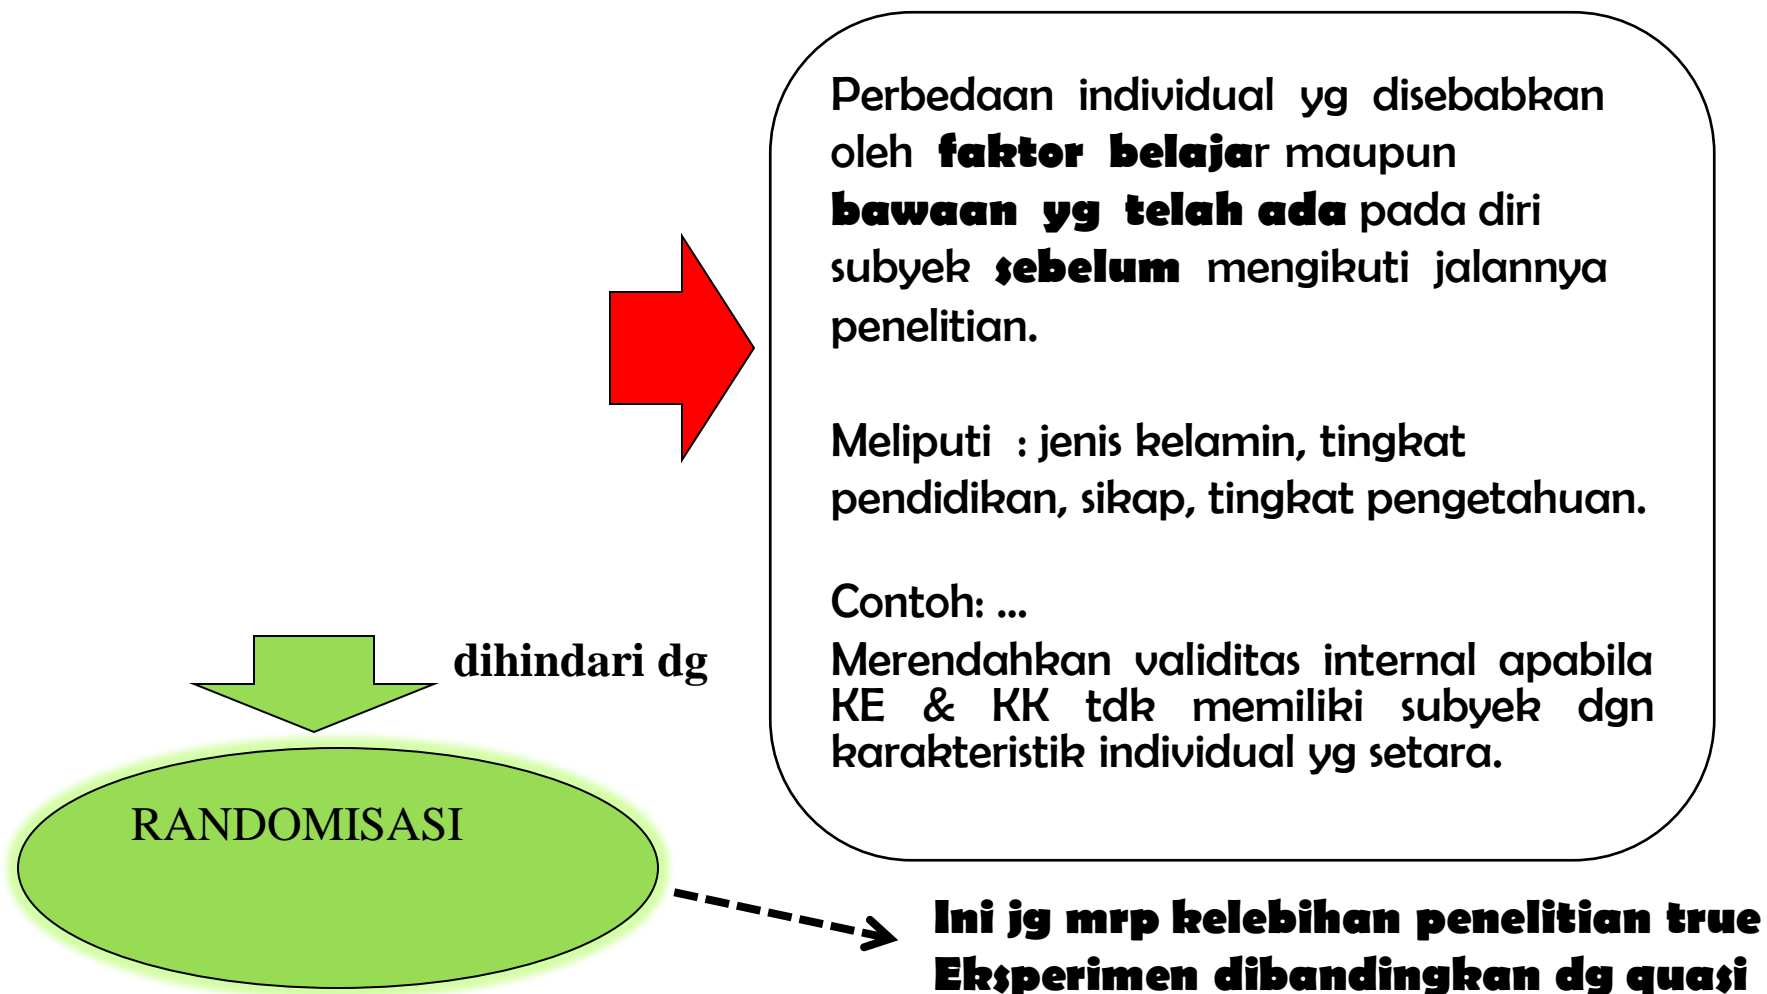 Perbedaan individual yg disebabkan
oleh faktor belajar maupun
bawaan yg telah ada pada diri
subyek sebelum mengikuti jalannya
penelitian.
Meliputi : jenis kelamin, tingkat
pendidikan, sikap, tingkat pengetahuan.
Contoh: ...
Merendahkan validitas internal apabila
KE & KK tdk memiliki subyek dgn
karakteristik individual yg setara.
dihindari dg
RANDOMISASI
Ini jg mrp kelebihan penelitian true
Eksperimen dibandingkan dg quasi